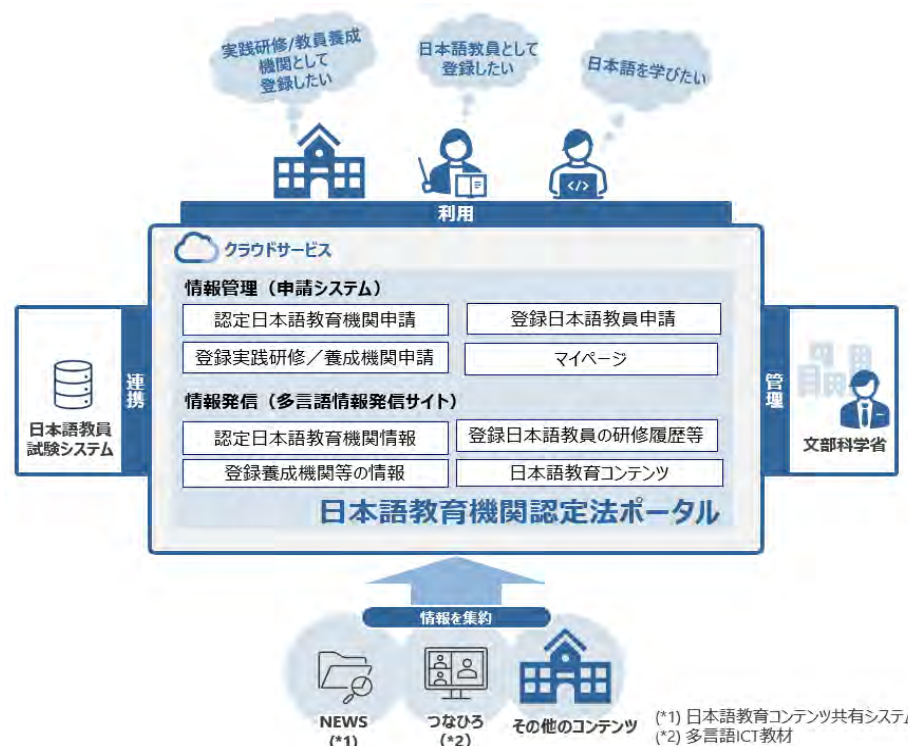 実践研修/教員養成
機関として
登録したい
日本語教員として
登録したい
日本語を学びたい
利用
クラウドサービス
情報管理(申請システム)
認定日本語教育機関申請
登録日本語教員申請
登録実践研修/養成機関申請
マイページ
情報発信(多言語情報発信サイト)
認定日本語教育機関情報
登録日本語教員の研修履歴等
登録養成機関等の情報
日本語教育コンテンツ
日本語教育機関認定法ポータル
連携
日本語教員
試験システム
管理
文部科学省
情報を集約
NEWS
(*1)
つなひろ
(*2)
その他のコンテンツ
(*1) 日本語教育コンテンツ共有システム
(*2) 多言語ICT教材